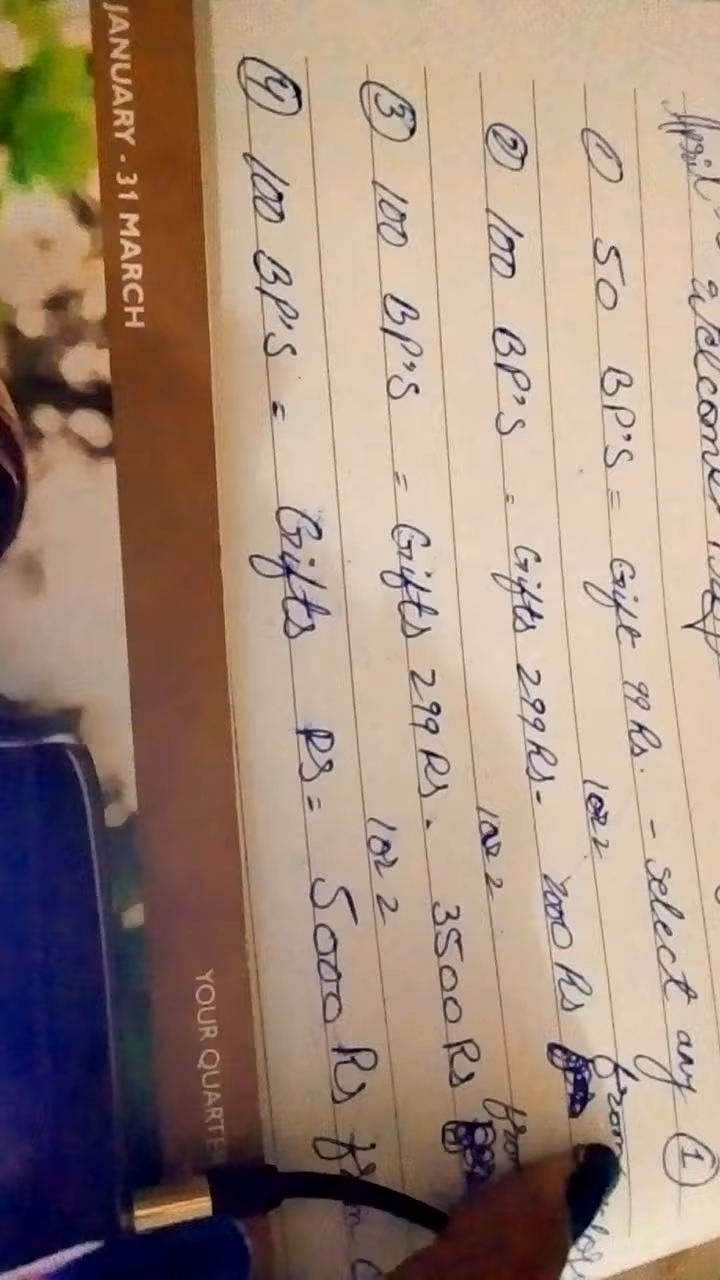 April
welcome
① 50 BP'S = Gift 99 Rs. - select any ①
1 or 2
from
② 100 BP'S = Gifts 299 Rs- 2000 Rs
1 or 2
③ 100 BP'S = Gifts 299 Rs. 3500 Rs
1 or 2
④ 100 BP'S = Gifts RS= 5000 Rs
JANUARY - 31 MARCH
YOUR QUARTE